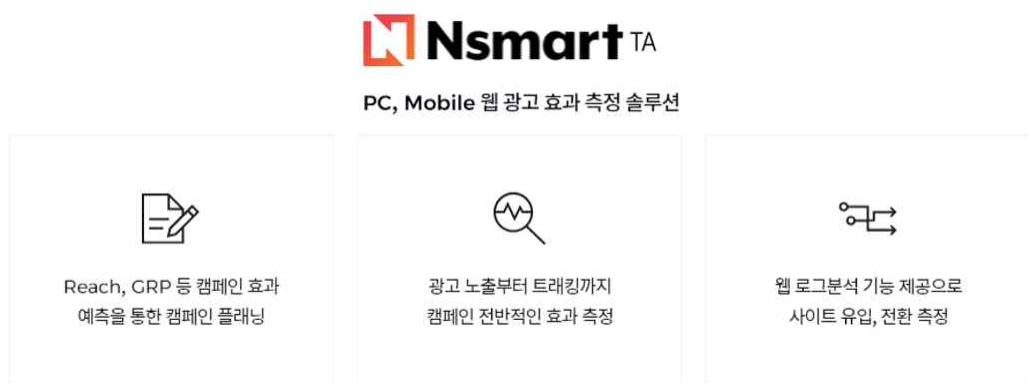 Nsmart TA
PC, Mobile 웹 광고 효과 측정 솔루션
Reach, GRP 등 캠페인 효과
예측을 통한 캠페인 플래닝
광고 노출부터 트래킹까지
캠페인 전반적인 효과 측정
웹 로그분석 기능 제공으로
사이트 유입, 전환 측정